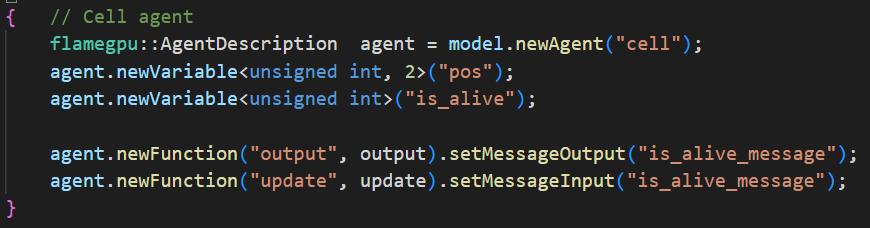 {   // Cell agent
    flamegpu::AgentDescription  agent = model.newAgent("cell");
    agent.newVariable<unsigned int, 2>("pos");
    agent.newVariable<unsigned int>("is_alive");

    agent.newFunction("output", output).setMessageOutput("is_alive_message");
    agent.newFunction("update", update).setMessageInput("is_alive_message");
}